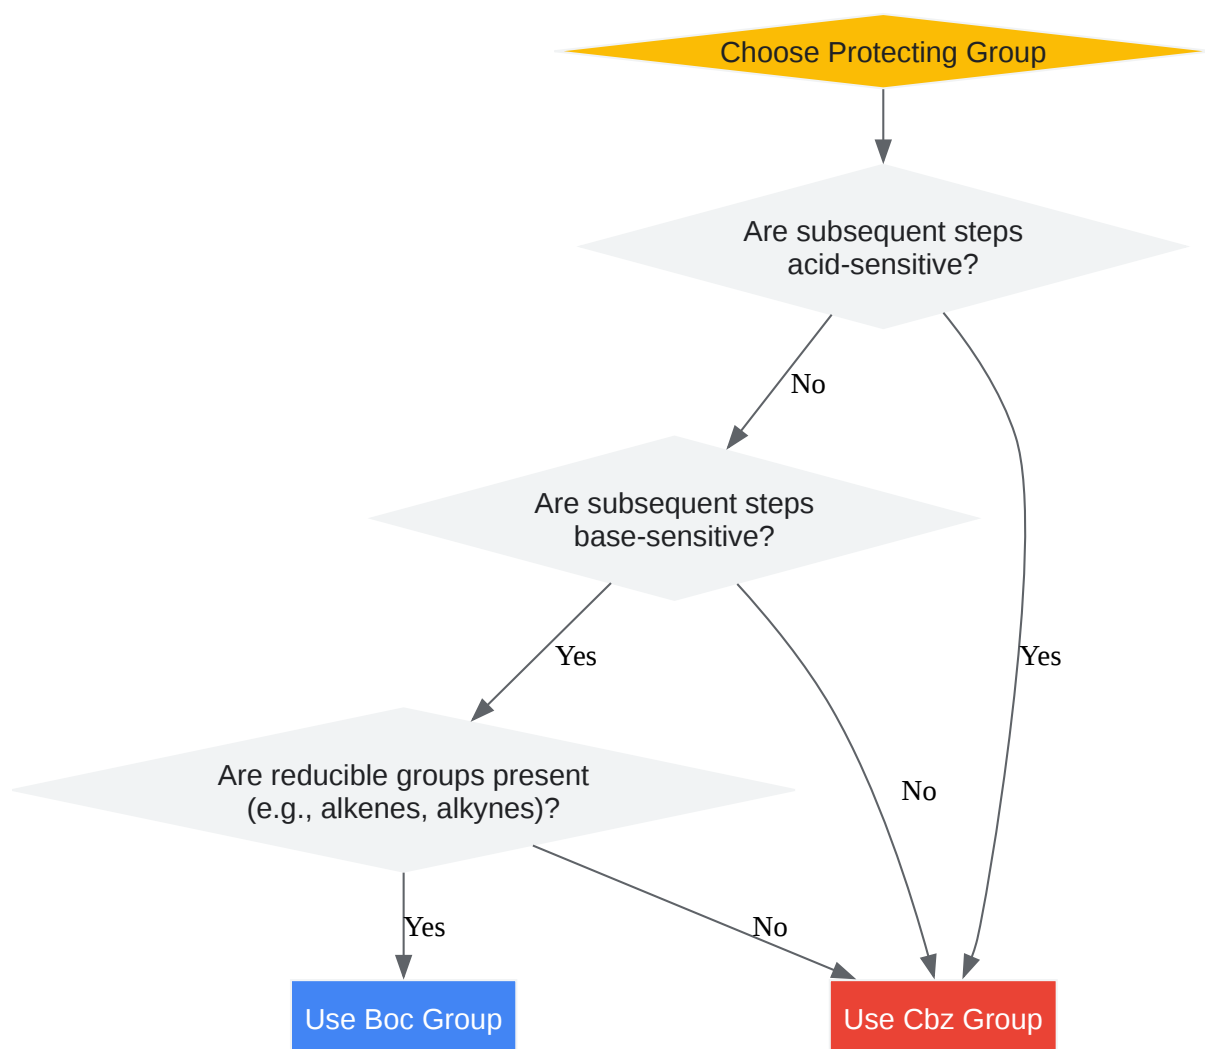 Choose Protecting Group
Are subsequent steps
acid-sensitive?
No
Are subsequent steps
base-sensitive?
Yes
Yes
Are reducible groups present
(e.g., alkenes, alkynes)?
No
Yes
No
Use Boc Group
Use Cbz Group